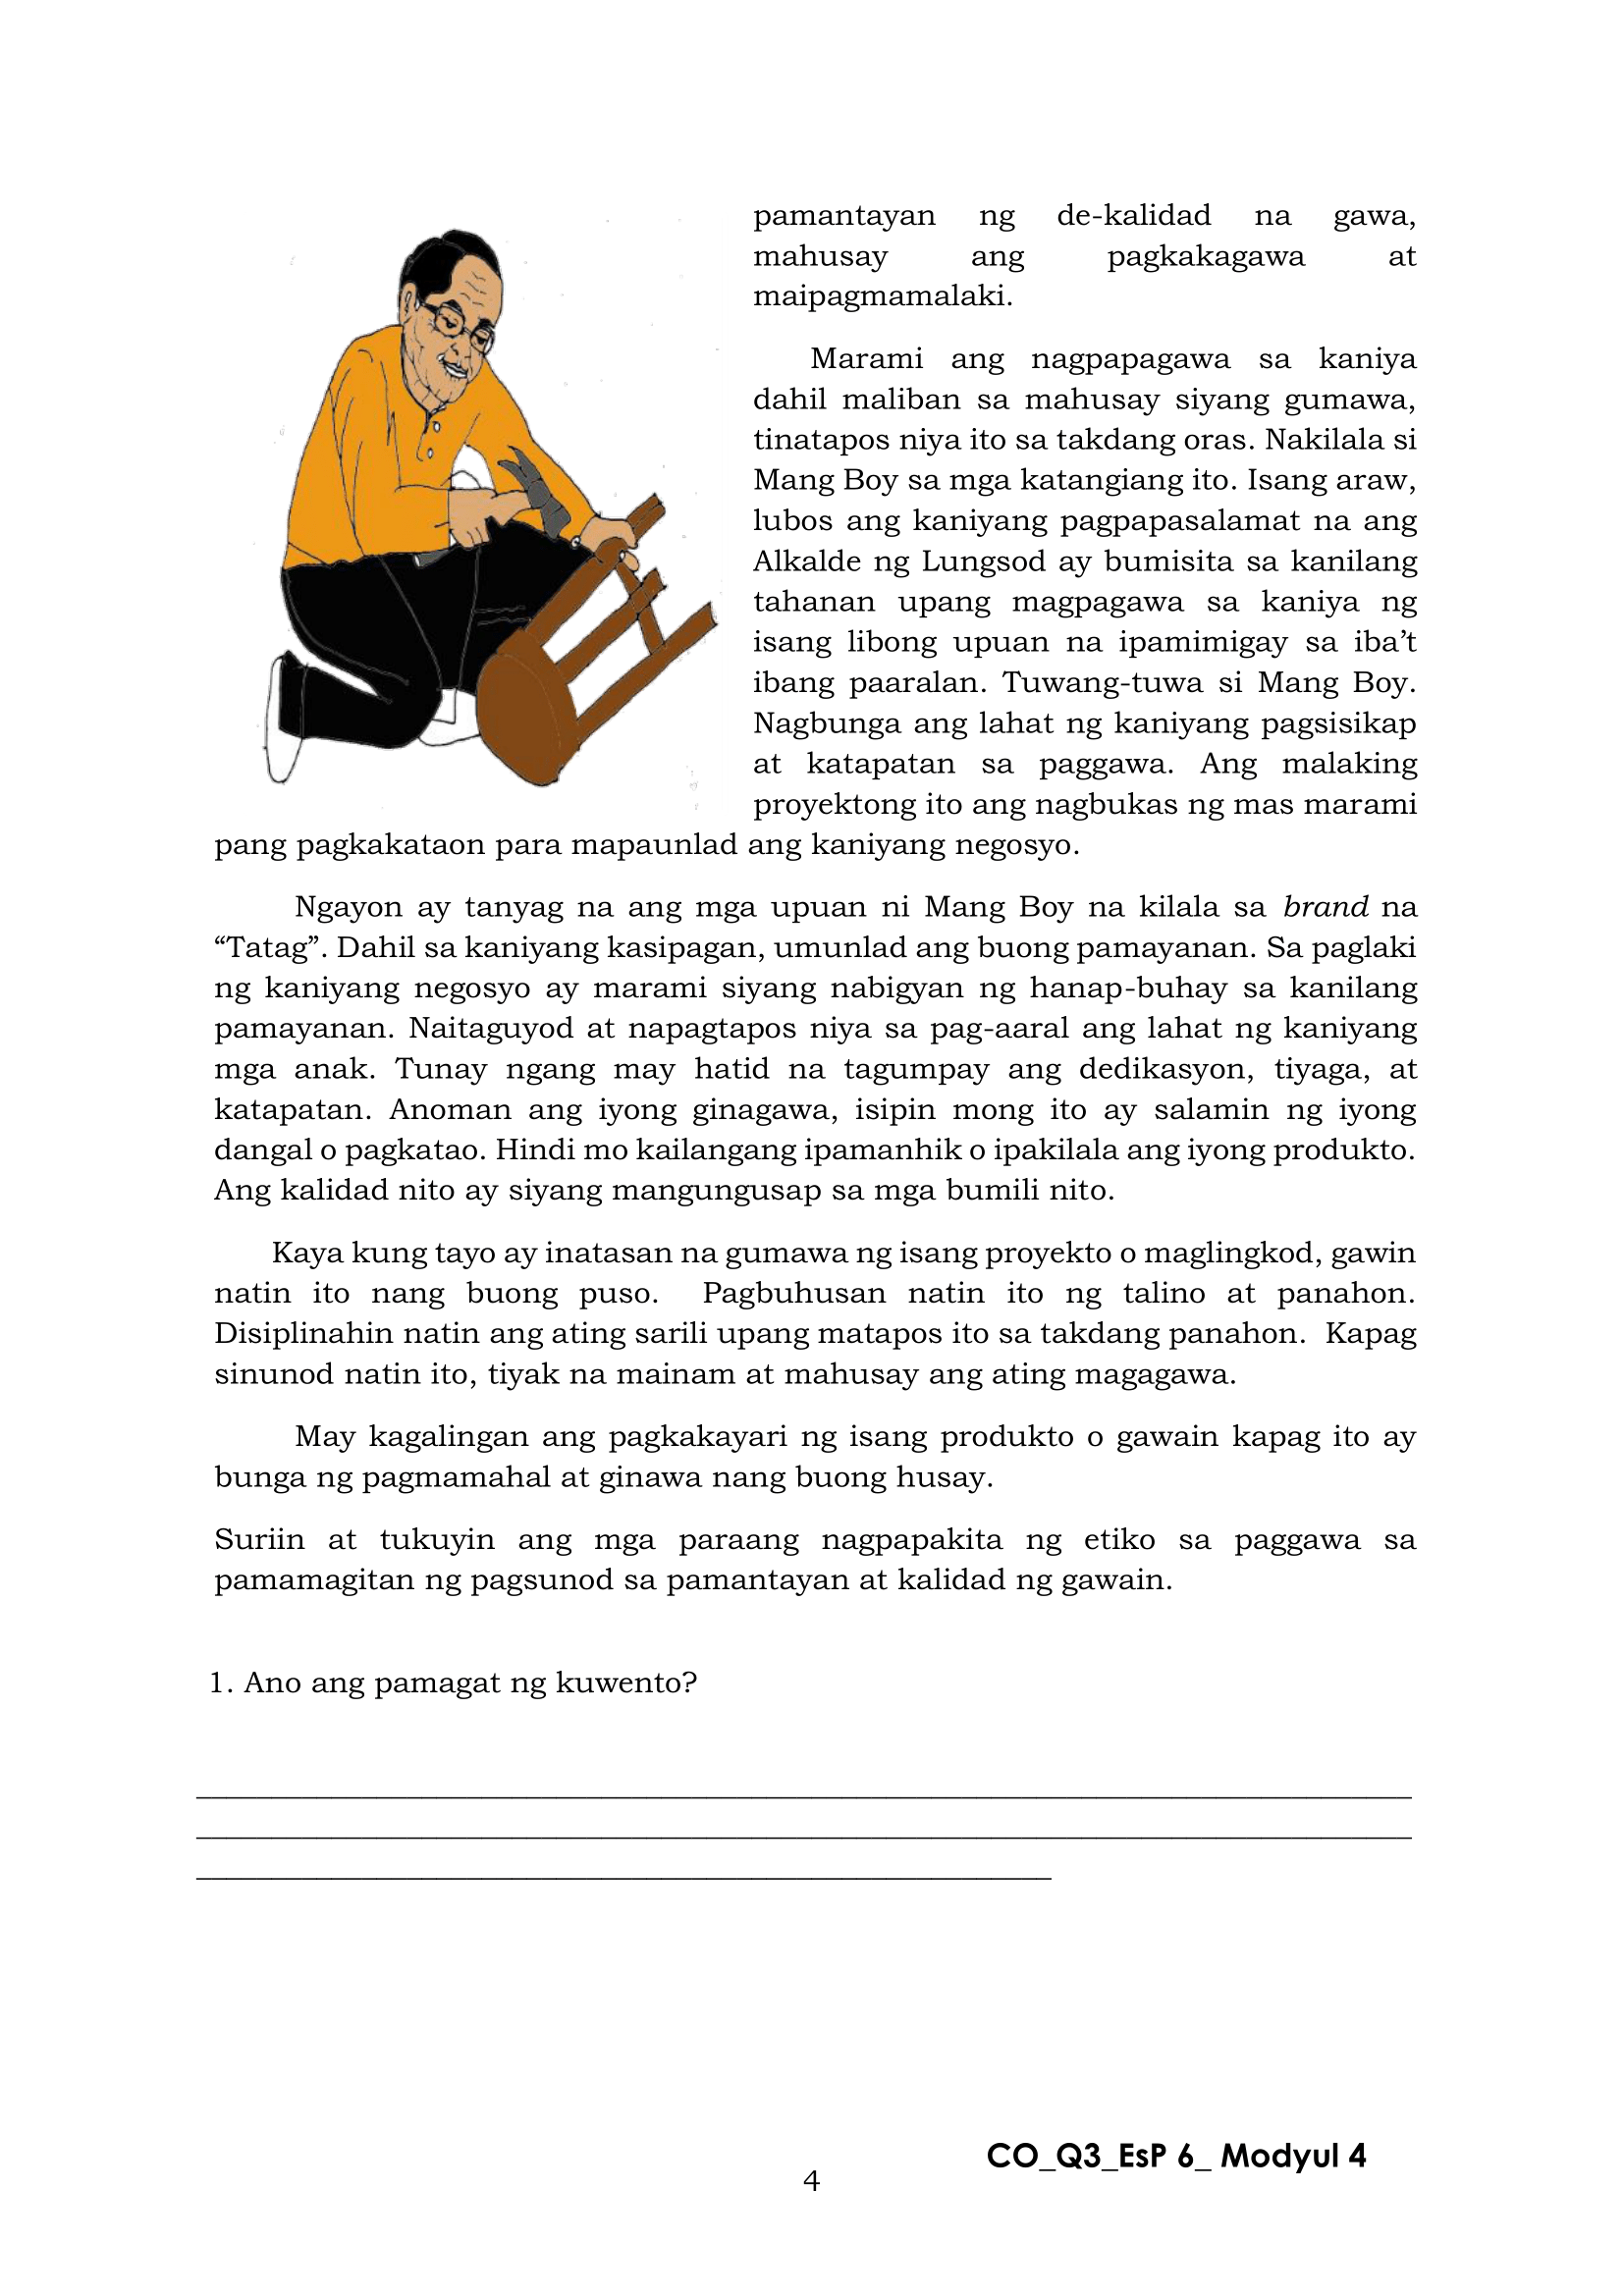 pamantayan ng de-kalidad na gawa,
mahusay ang pagkakagawa at
maipagmamalaki.
Marami ang nagpapagawa sa kaniya
dahil maliban sa mahusay siyang gumawa,
tinatapos niya ito sa takdang oras. Nakilala si
Mang Boy sa mga katangiang ito. Isang araw,
lubos ang kaniyang pagpapasalamat na ang
Alkalde ng Lungsod ay bumisita sa kanilang
tahanan upang magpagawa sa kaniya ng
isang libong upuan na ipamimigay sa iba’t
ibang paaralan. Tuwang-tuwa si Mang Boy.
Nagbunga ang lahat ng kaniyang pagsisikap
at katapatan sa paggawa. Ang malaking
proyektong ito ang nagbukas ng mas marami
pang pagkakataon para mapaunlad ang kaniyang negosyo.
Ngayon ay tanyag na ang mga upuan ni Mang Boy na kilala sa brand na
“Tatag”. Dahil sa kaniyang kasipagan, umunlad ang buong pamayanan. Sa paglaki
ng kaniyang negosyo ay marami siyang nabigyan ng hanap-buhay sa kanilang
pamayanan. Naitaguyod at napagtapos niya sa pag-aaral ang lahat ng kaniyang
mga anak. Tunay ngang may hatid na tagumpay ang dedikasyon, tiyaga, at
katapatan. Anoman ang iyong ginagawa, isipin mong ito ay salamin ng iyong
dangal o pagkatao. Hindi mo kailangang ipamanhik o ipakilala ang iyong produkto.
Ang kalidad nito ay siyang mangungusap sa mga bumili nito.
Kaya kung tayo ay inatasan na gumawa ng isang proyekto o maglingkod, gawin
natin ito nang buong puso. Pagbuhusan natin ito ng talino at panahon.
Disiplinahin natin ang ating sarili upang matapos ito sa takdang panahon. Kapag
sinunod natin ito, tiyak na mainam at mahusay ang ating magagawa.
May kagalingan ang pagkakayari ng isang produkto o gawain kapag ito ay
bunga ng pagmamahal at ginawa nang buong husay.
Suriin at tukuyin ang mga paraang nagpapakita ng etiko sa paggawa sa
pamamagitan ng pagsunod sa pamantayan at kalidad ng gawain.
1. Ano ang pamagat ng kuwento?
CO_Q3_EsP 6_ Modyul 4
4